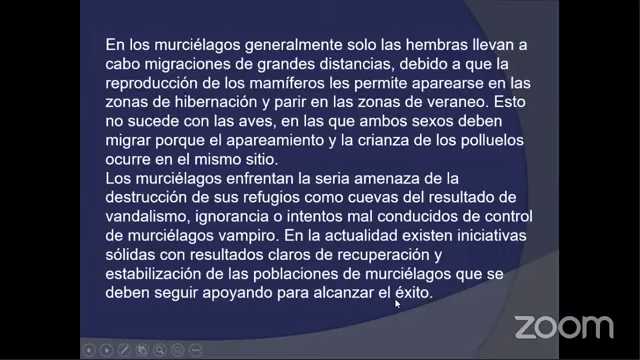 En los murciélagos generalmente solo las hembras llevan a
cabo migraciones de grandes distancias, debido a que la
reproducción de los mamíferos les permite aparearse en las
zonas de hibernación y parir en las zonas de veraneo. Esto
no sucede con las aves, en las que ambos sexos deben
migrar porque el apareamiento y la crianza de los polluelos
ocurre en el mismo sitio.
Los murciélagos enfrentan la seria amenaza de la
destrucción de sus refugios como cuevas del resultado de
vandalismo, ignorancia o intentos mal conducidos de control
de murciélagos vampiro. En la actualidad existen iniciativas
sólidas con resultados claros de recuperación y
estabilización de las poblaciones de murciélagos que se
deben seguir apoyando para alcanzar el éxito.
zoom